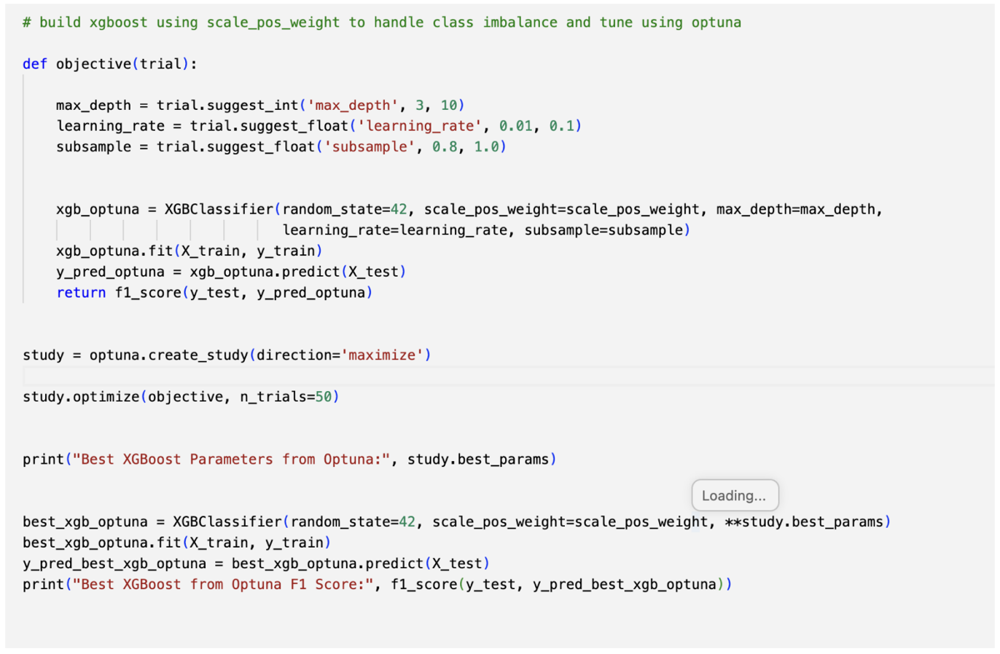 # build xgboost using scale_pos_weight to handle class imbalance and tune using optuna
def objective(trial):
max_depth = trial.suggest_int('max_depth', 3, 10)
learning_rate = trial.suggest_float('learning_rate', 0.01, 0.1)
subsample = trial.suggest_float('subsample', 0.8, 1.0)
xgb_optuna = XGBClassifier(random_state=42, scale_pos_weight=scale_pos_weight, max_depth=max_depth,
learning_rate=learning_rate, subsample=subsample)
xgb_optuna.fit(X_train, y_train)
y_pred_optuna = xgb_optuna.predict(X_test)
return f1_score(y_test, y_pred_optuna)
study = optuna.create_study(direction='maximize')
study.optimize(objective, n_trials=50)
print("Best XGBoost Parameters from Optuna:", study.best_params)
Loading...
best_xgb_optuna = XGBClassifier(random_state=42, scale_pos_weight=scale_pos_weight, **study.best_params)
best_xgb_optuna.fit(X_train, y_train)
y_pred_best_xgb_optuna = best_xgb_optuna.predict(X_test)
print("Best XGBoost from Optuna F1 Score:", f1_score(y_test, y_pred_best_xgb_optuna))